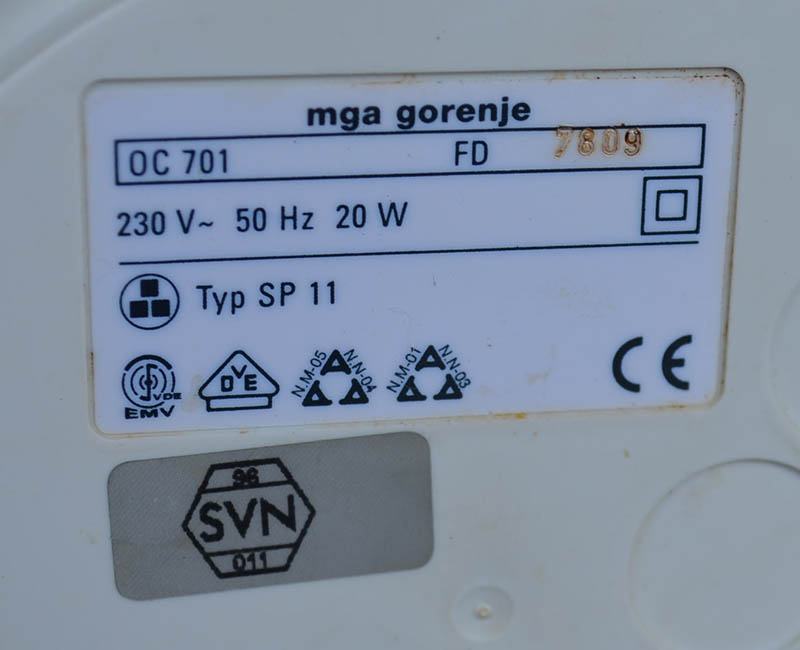 mga gorenje
OC 701 FD 7809
230 V~ 50 Hz 20 W
Typ SP 11
VDE
EMV
DVE
N.M-05 N.N-04
N.M-01 N.N-03
CE
96
SVN
011